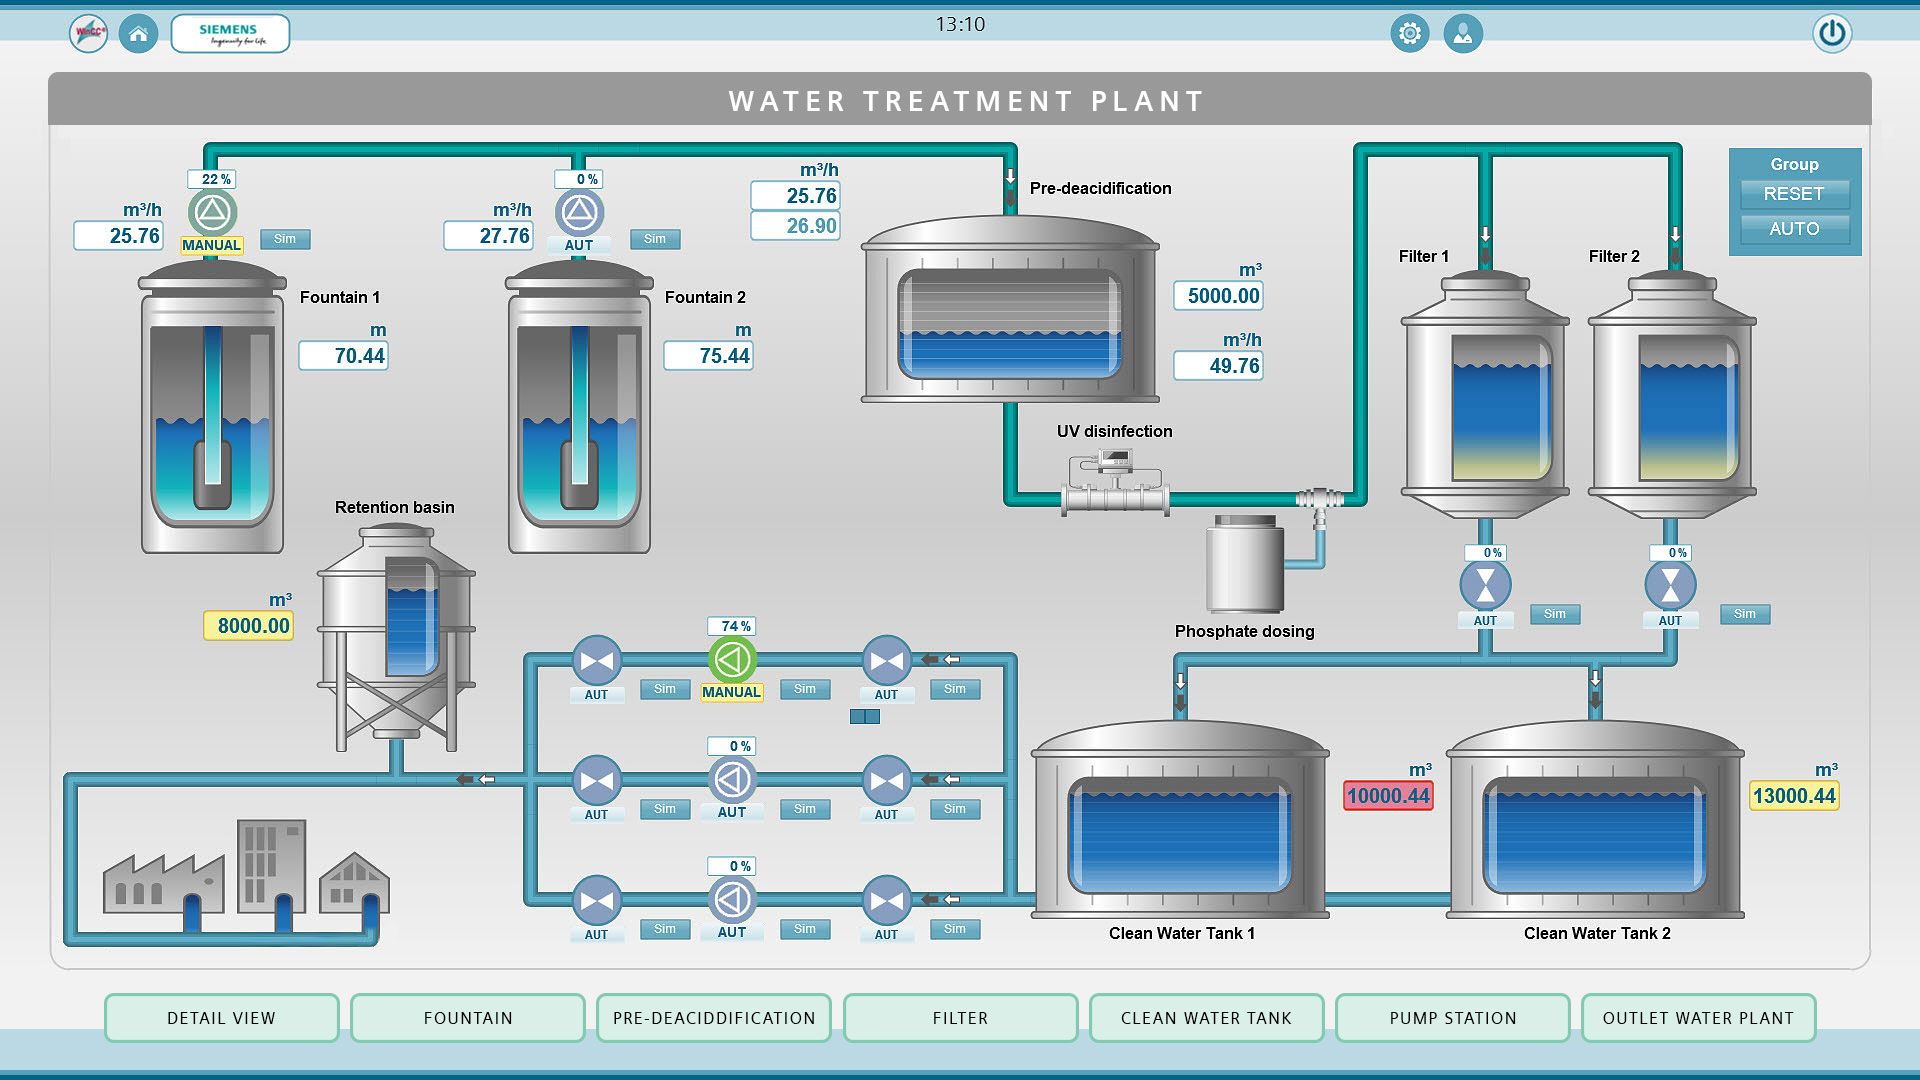 WinCC®
SIEMENS
Ingenuity for life
13:10
WATER TREATMENT PLANT
22 %
m³/h
25.76
MANUAL
Sim
Fountain 1
m
70.44
0 %
m³/h
27.76
AUT
Sim
Fountain 2
m
75.44
m³/h
25.76
26.90
Pre-deacidification
m³
5000.00
m³/h
49.76
UV disinfection
Phosphate dosing
Group
RESET
AUTO
Filter 1
Filter 2
0 %
AUT
Sim
0 %
AUT
Sim
Retention basin
m³
8000.00
74 %
AUT
Sim
MANUAL
Sim
AUT
Sim
0 %
AUT
Sim
AUT
Sim
AUT
Sim
0 %
AUT
Sim
AUT
Sim
AUT
Sim
m³
10000.44
Clean Water Tank 1
m³
13000.44
Clean Water Tank 2
DETAIL VIEW
FOUNTAIN
PRE-DEACIDDIFICATION
FILTER
CLEAN WATER TANK
PUMP STATION
OUTLET WATER PLANT